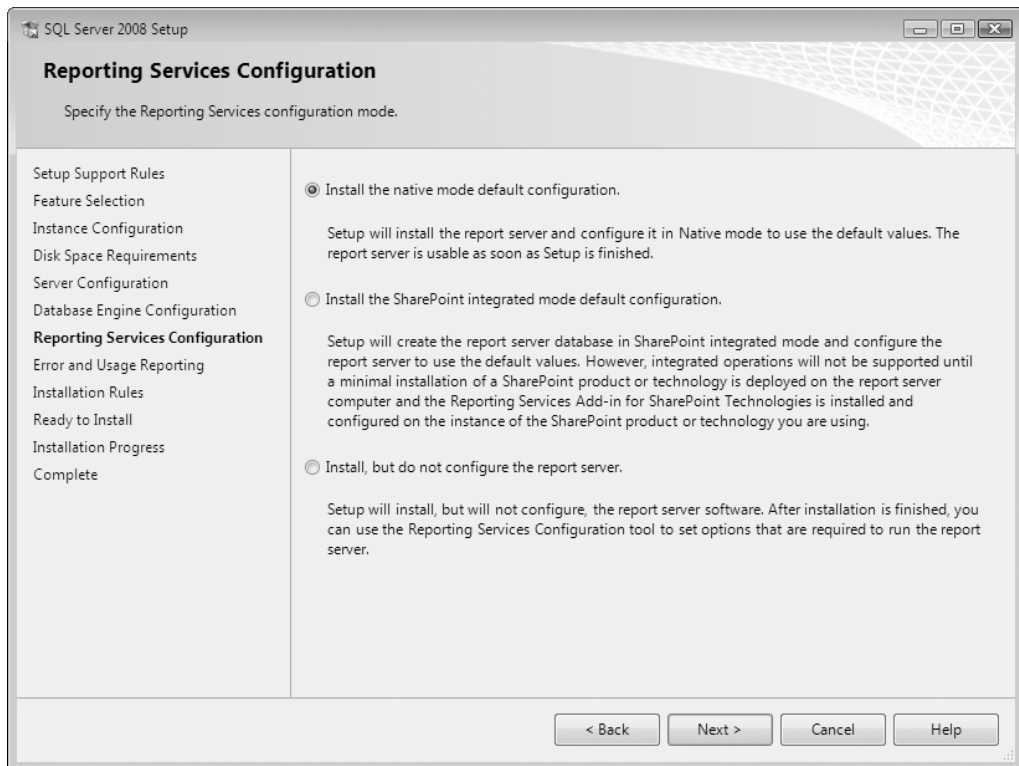 SQL Server 2008 Setup
Reporting Services Configuration
Specify the Reporting Services configuration mode.
Setup Support Rules
Feature Selection
Instance Configuration
Disk Space Requirements
Server Configuration
Database Engine Configuration
Reporting Services Configuration
Error and Usage Reporting
Installation Rules
Ready to Install
Installation Progress
Complete
Install the native mode default configuration.
Setup will install the report server and configure it in Native mode to use the default values. The
report server is usable as soon as Setup is finished.
Install the SharePoint integrated mode default configuration.
Setup will create the report server database in SharePoint integrated mode and configure the
report server to use the default values. However, integrated operations will not be supported until
a minimal installation of a SharePoint product or technology is deployed on the report server
computer and the Reporting Services Add-in for SharePoint Technologies is installed and
configured on the instance of the SharePoint product or technology you are using.
Install, but do not configure the report server.
Setup will install, but will not configure, the report server software. After installation is finished, you
can use the Reporting Services Configuration tool to set options that are required to run the report
server.
< Back
Next >
Cancel
Help